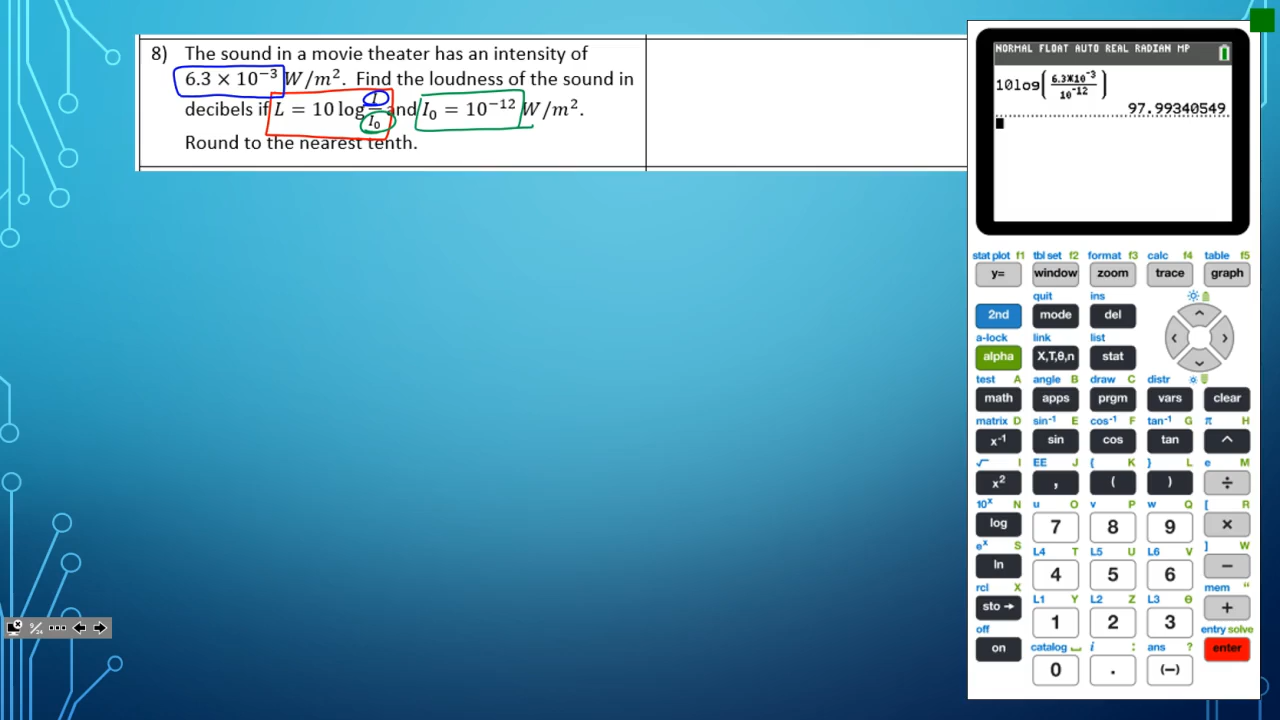 8) The sound in a movie theater has an intensity of
6.3 × 10⁻³ W/m². Find the loudness of the sound in
decibels if L = 10 log I/I₀ and I₀ = 10⁻¹² W/m².
Round to the nearest tenth.
NORMAL FLOAT AUTO REAL RADIAN MP
10log(6.3*10⁻³/10⁻¹²)
97.99340549
stat plot f1 tbl set f2 format f3 calc f4 table f5
y= window zoom trace graph
quit ins
2nd mode del
a-lock link list
alpha X,T,θ,n stat
test A angle B draw C distr
math apps prgm vars clear
matrix D sin⁻¹ E cos⁻¹ F tan⁻¹ G π H
x⁻¹ sin cos tan ^
√ I EE J { K } L e M
x² , ( ) ÷
10ˣ N u O v P w Q [ R
log 7 8 9 ×
eˣ S L4 T L5 U L6 V ] W
ln 4 5 6 −
rcl X L1 Y L2 Z L3 θ mem "
sto → 1 2 3 +
off catalog i : ans ? entry solve
on 0 . (−) enter
9/24